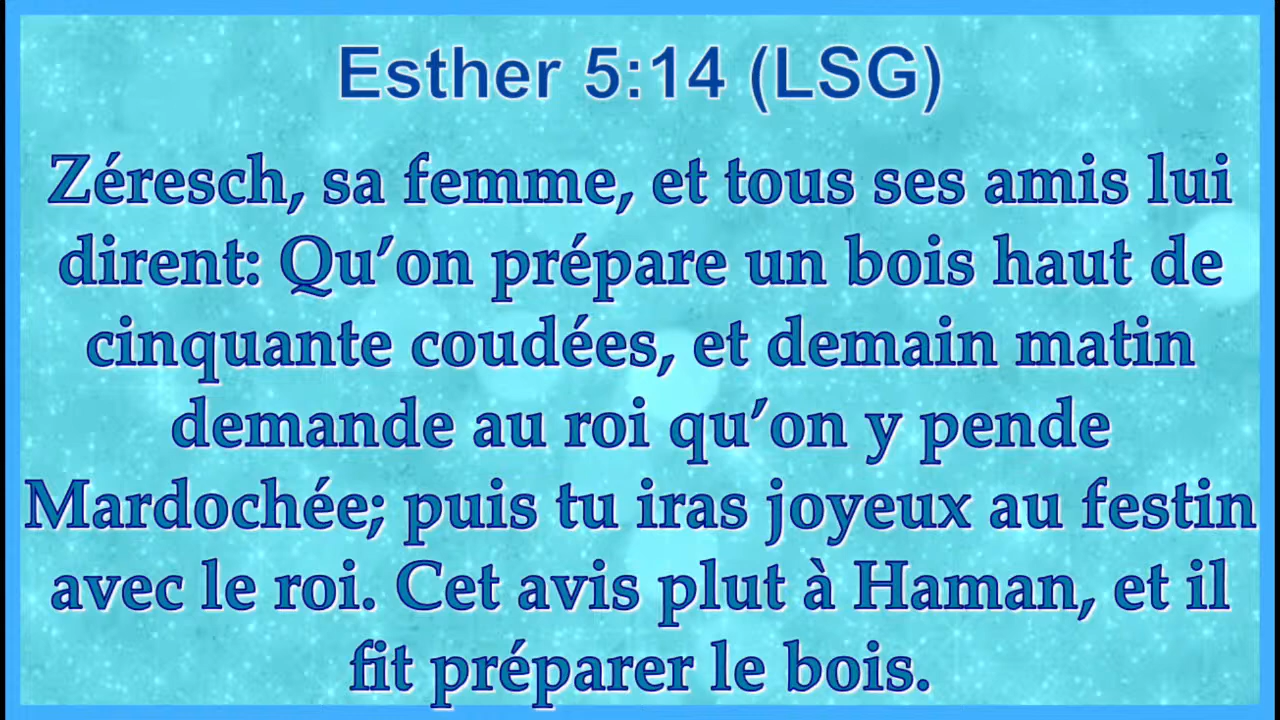 Esther 5:14 (LSG)
Zéresch, sa femme, et tous ses amis lui
dirent: Qu’on prépare un bois haut de
cinquante coudées, et demain matin
demande au roi qu’on y pende
Mardochée; puis tu iras joyeux au festin
avec le roi. Cet avis plut à Haman, et il
fit préparer le bois.